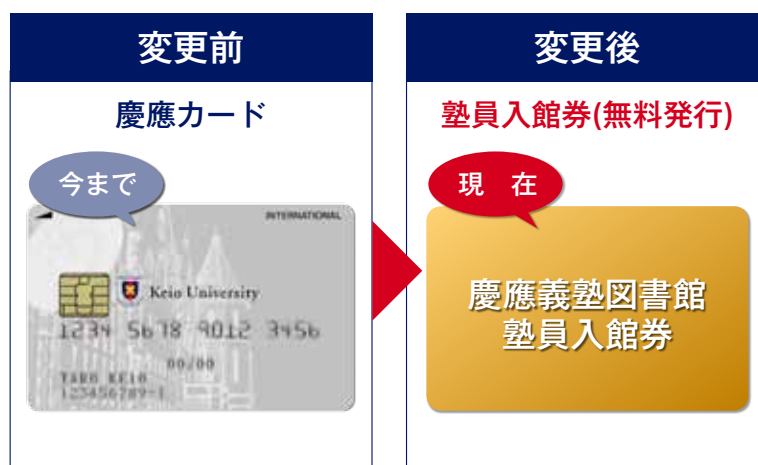 変更前
慶應カード
今まで
INTERNATIONAL
Keio University
1234 5678 9012 3456
00/00
TARO KEIO
123456789-1
変更後
塾員入館券(無料発行)
現 在
慶應義塾図書館
塾員入館券